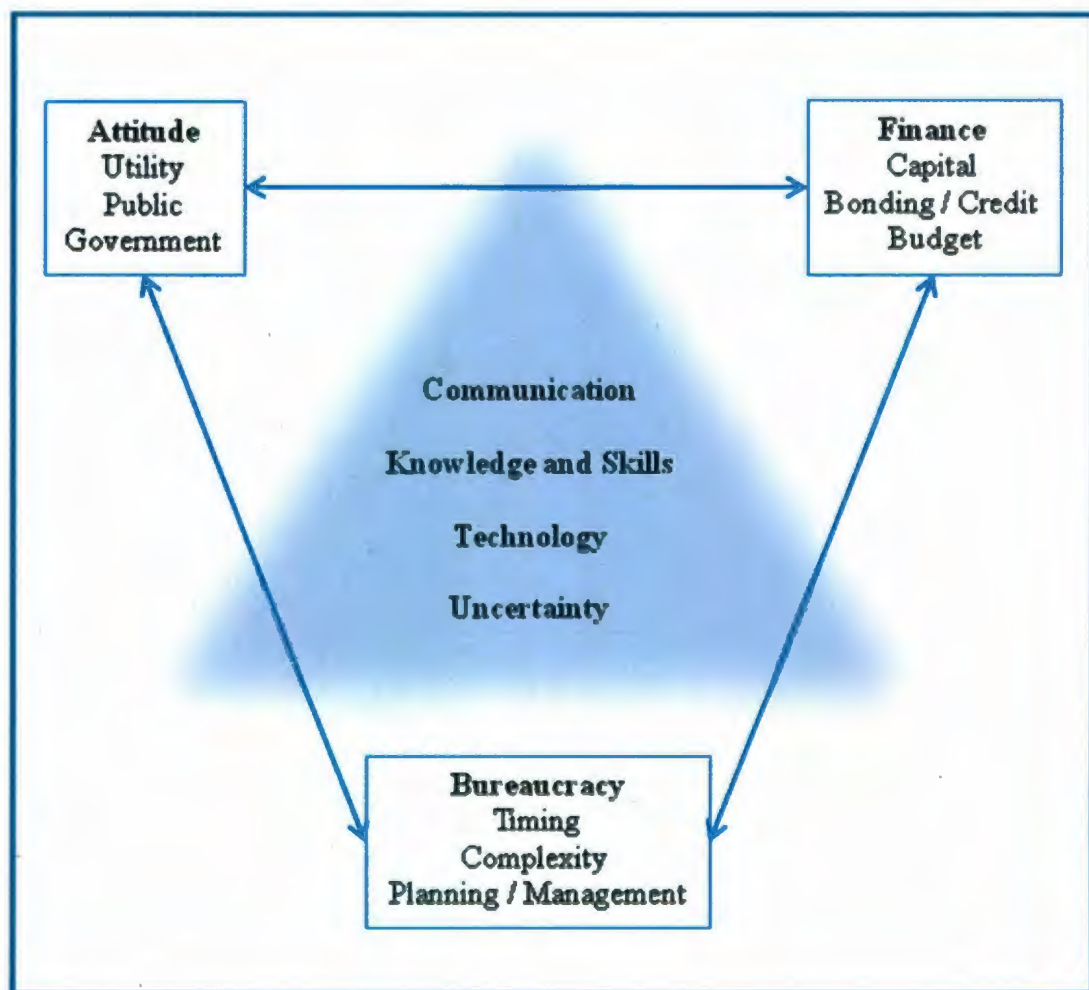 Attitude
Utility
Public
Government
Finance
Capital
Bonding / Credit
Budget
Communication
Knowledge and Skills
Technology
Uncertainty
Bureaucracy
Timing
Complexity
Planning / Management